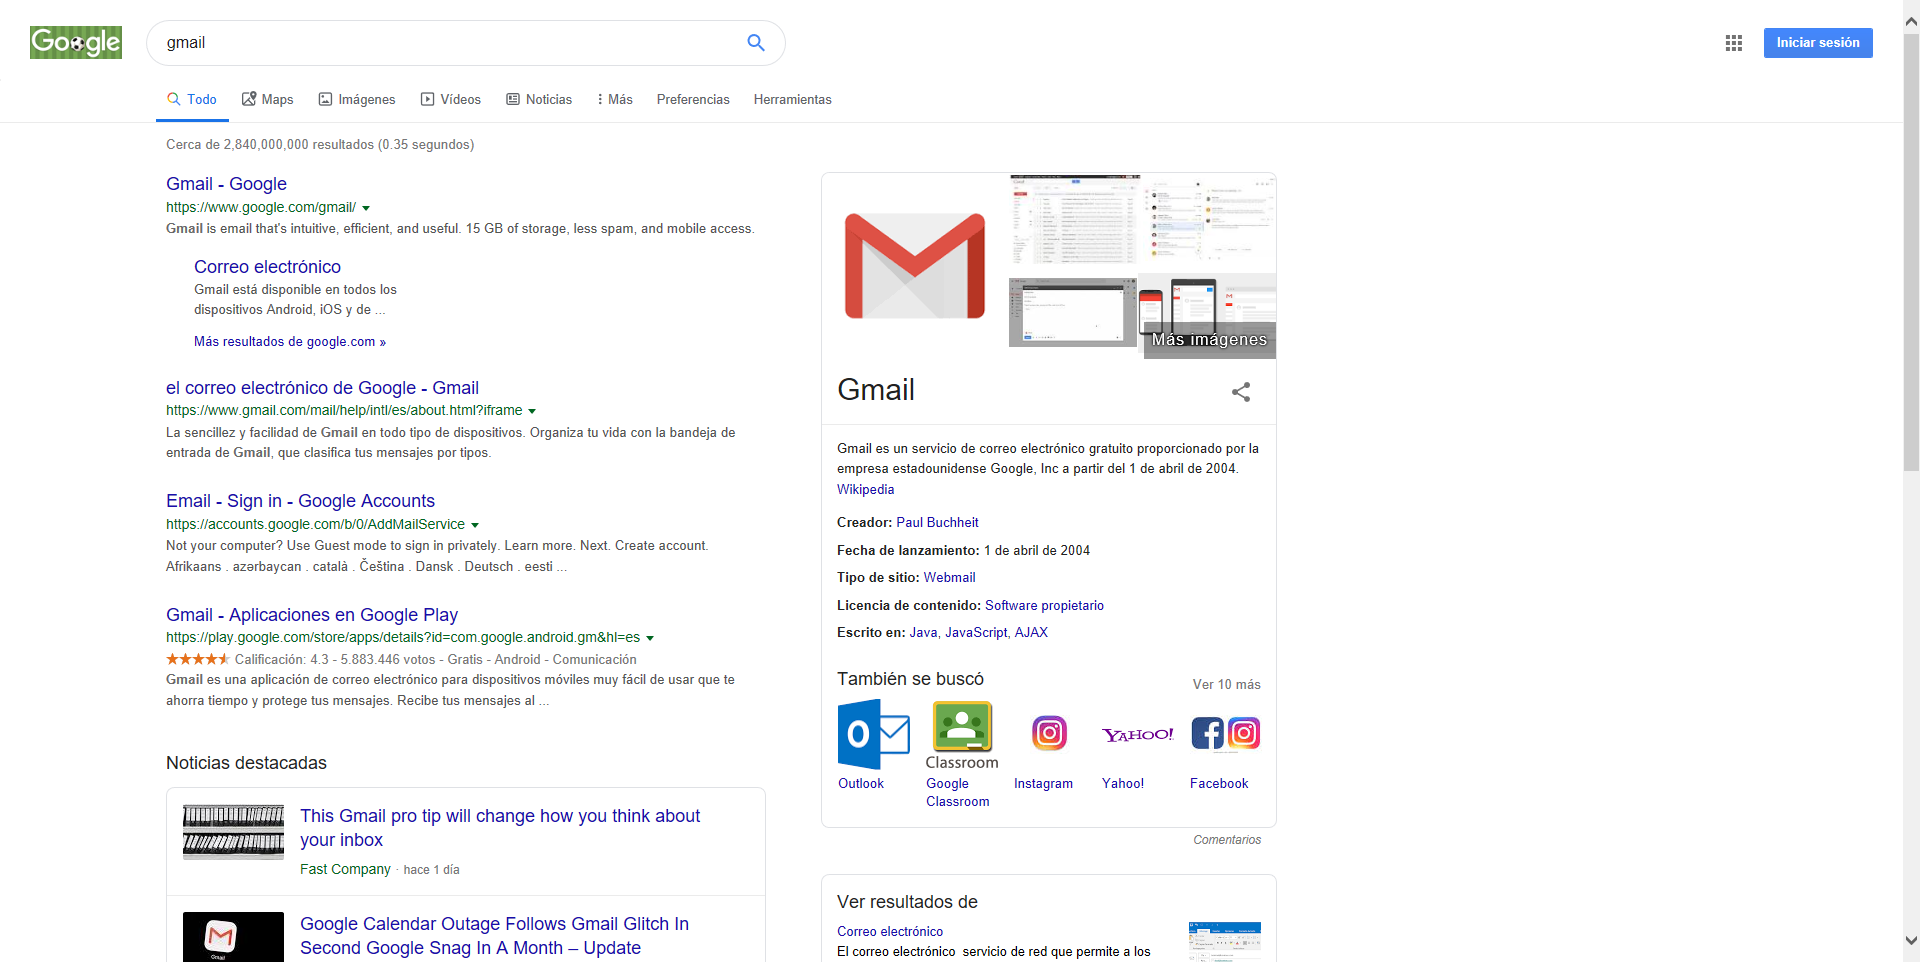 Google
gmail
Iniciar sesión
Todo
Maps
Imágenes
Vídeos
Noticias
Más
Preferencias
Herramientas
Cerca de 2,840,000,000 resultados (0.35 segundos)
Gmail - Google
https://www.google.com/gmail/
Gmail is email that's intuitive, efficient, and useful. 15 GB of storage, less spam, and mobile access.
Correo electrónico
Gmail está disponible en todos los
dispositivos Android, iOS y de ...
Más resultados de google.com »
el correo electrónico de Google - Gmail
https://www.gmail.com/mail/help/intl/es/about.html?iframe
La sencillez y facilidad de Gmail en todo tipo de dispositivos. Organiza tu vida con la bandeja de
entrada de Gmail, que clasifica tus mensajes por tipos.
Email - Sign in - Google Accounts
https://accounts.google.com/b/0/AddMailService
Not your computer? Use Guest mode to sign in privately. Learn more. Next. Create account.
Afrikaans . azərbaycan . català . Čeština . Dansk . Deutsch . eesti ...
Gmail - Aplicaciones en Google Play
https://play.google.com/store/apps/details?id=com.google.android.gm&hl=es
Calificación: 4.3 - 5.883.446 votos - Gratis - Android - Comunicación
Gmail es una aplicación de correo electrónico para dispositivos móviles muy fácil de usar que te
ahorra tiempo y protege tus mensajes. Recibe tus mensajes al ...
Noticias destacadas
This Gmail pro tip will change how you think about
your inbox
Fast Company · hace 1 día
Gmail
Google Calendar Outage Follows Gmail Glitch In
Second Google Snag In A Month – Update
Más imágenes
Gmail
Gmail es un servicio de correo electrónico gratuito proporcionado por la
empresa estadounidense Google, Inc a partir del 1 de abril de 2004.
Wikipedia
Creador: Paul Buchheit
Fecha de lanzamiento: 1 de abril de 2004
Tipo de sitio: Webmail
Licencia de contenido: Software propietario
Escrito en: Java, JavaScript, AJAX
También se buscó
Ver 10 más
Classroom
YAHOO!
Outlook
Google
Classroom
Instagram
Yahoo!
Facebook
Comentarios
Ver resultados de
Correo electrónico
El correo electrónico servicio de red que permite a los